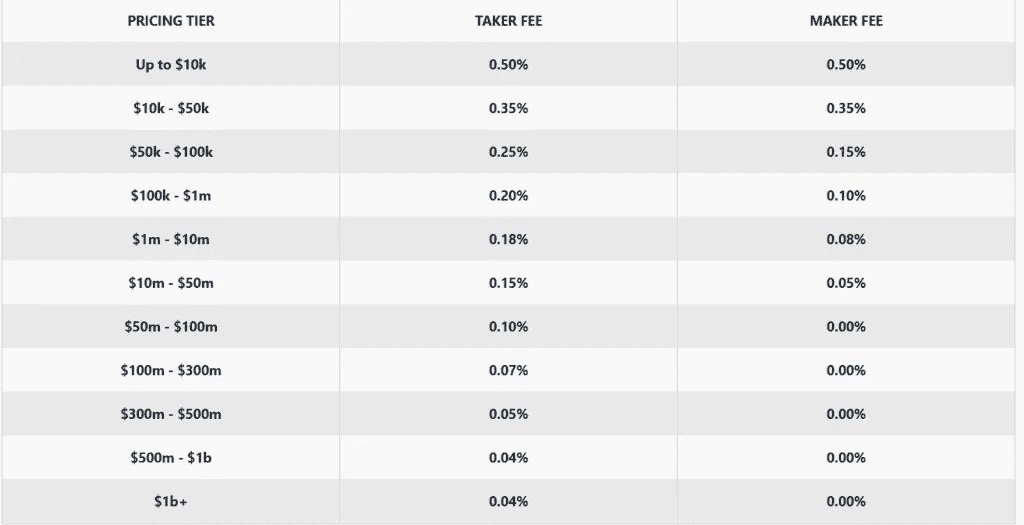 PRICING TIER TAKER FEE MAKER FEE
Up to $10k 0.50% 0.50%
$10k - $50k 0.35% 0.35%
$50k - $100k 0.25% 0.15%
$100k - $1m 0.20% 0.10%
$1m - $10m 0.18% 0.08%
$10m - $50m 0.15% 0.05%
$50m - $100m 0.10% 0.00%
$100m - $300m 0.07% 0.00%
$300m - $500m 0.05% 0.00%
$500m - $1b 0.04% 0.00%
$1b+ 0.04% 0.00%